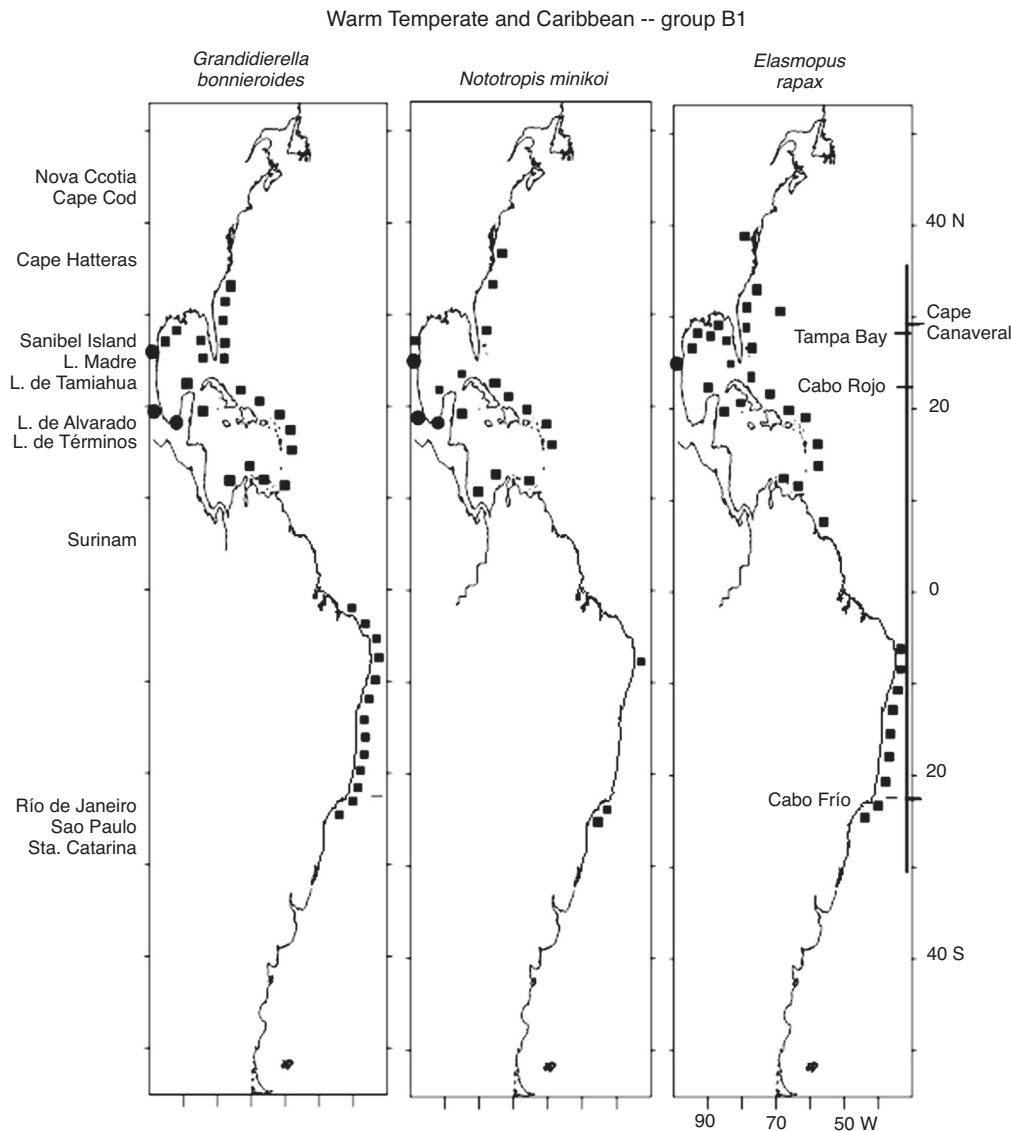 Warm Temperate and Caribbean -- group B1
Grandidierella
bonnieroides
Nototropis minikoi
Elasmopus
rapax
Nova Ccotia
Cape Cod
Cape Hatteras
Sanibel Island
L. Madre
L. de Tamiahua
L. de Alvarado
L. de Términos
Surinam
Río de Janeiro
Sao Paulo
Sta. Catarina
40 N
Cape
Canaveral
Tampa Bay
Cabo Rojo
20
0
20
Cabo Frío
40 S
90
70
50 W